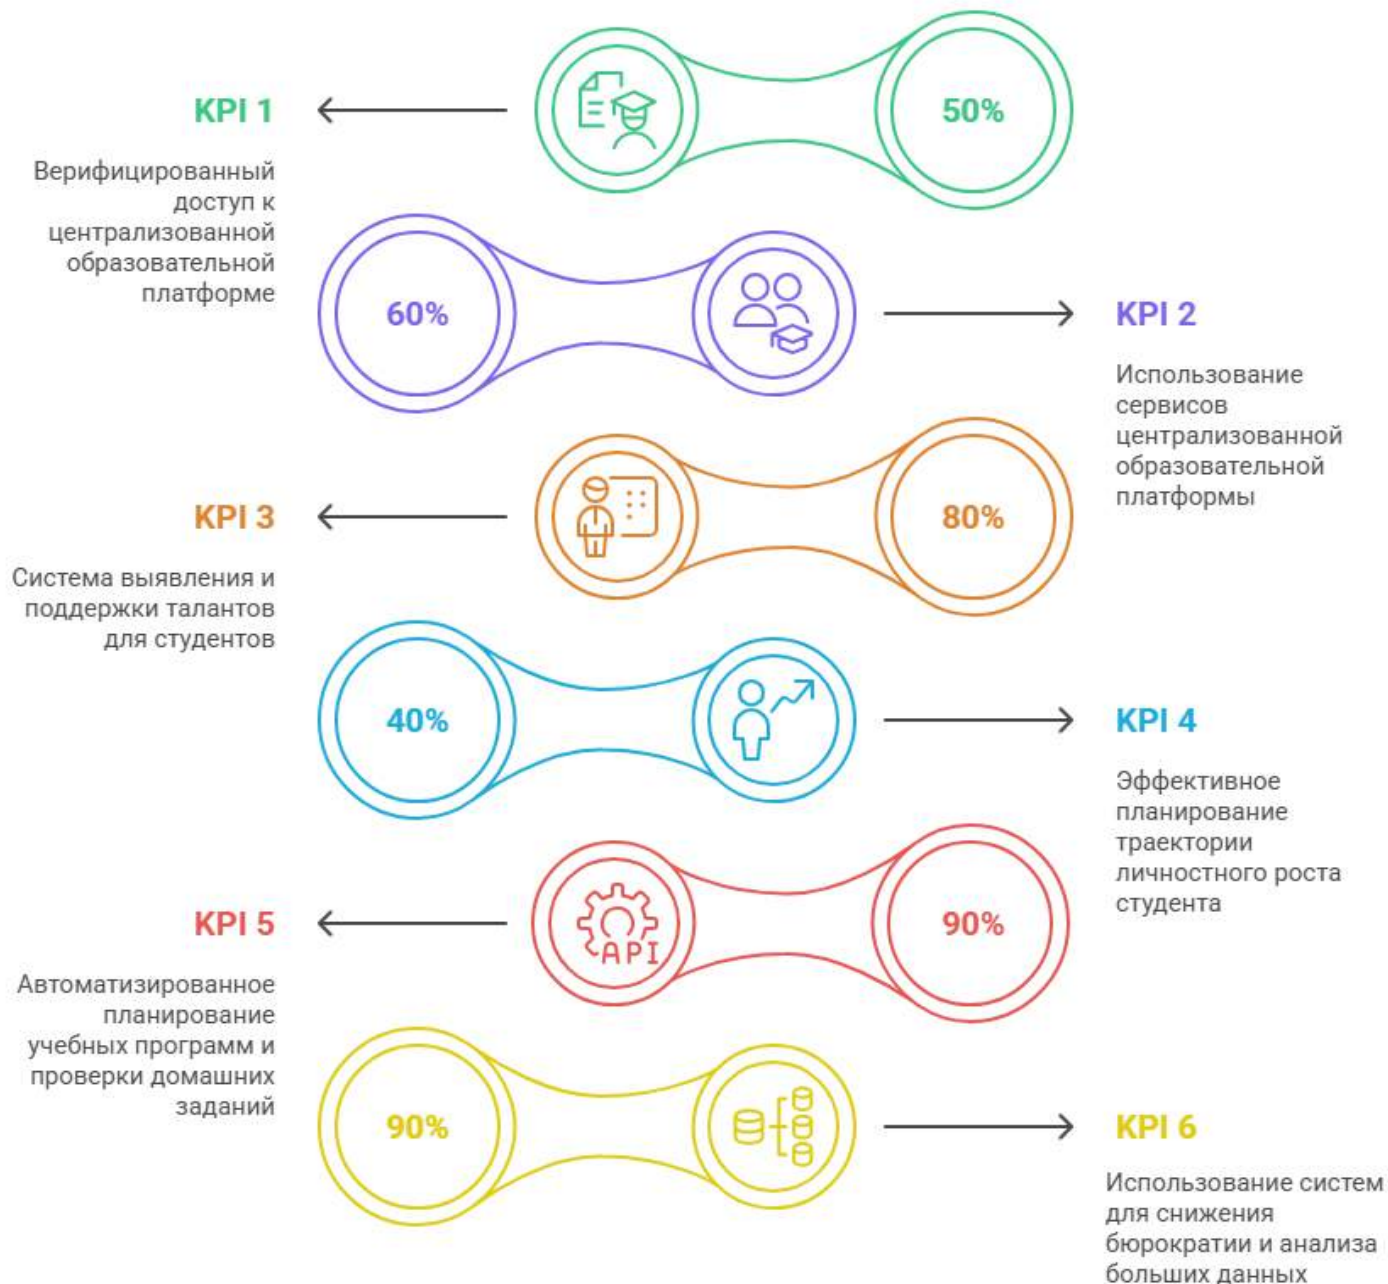 KPI 1
Верифицированный
доступ к
централизованной
образовательной
платформе
50%
60%
KPI 2
Использование
сервисов
централизованной
образовательной
платформы
KPI 3
Система выявления и
поддержки талантов
для студентов
80%
40%
KPI 4
Эффективное
планирование
траектории
личностного роста
студента
KPI 5
Автоматизированное
планирование
учебных программ и
проверки домашних
заданий
API
90%
90%
KPI 6
Использование систем
для снижения
бюрократии и анализа
больших данных